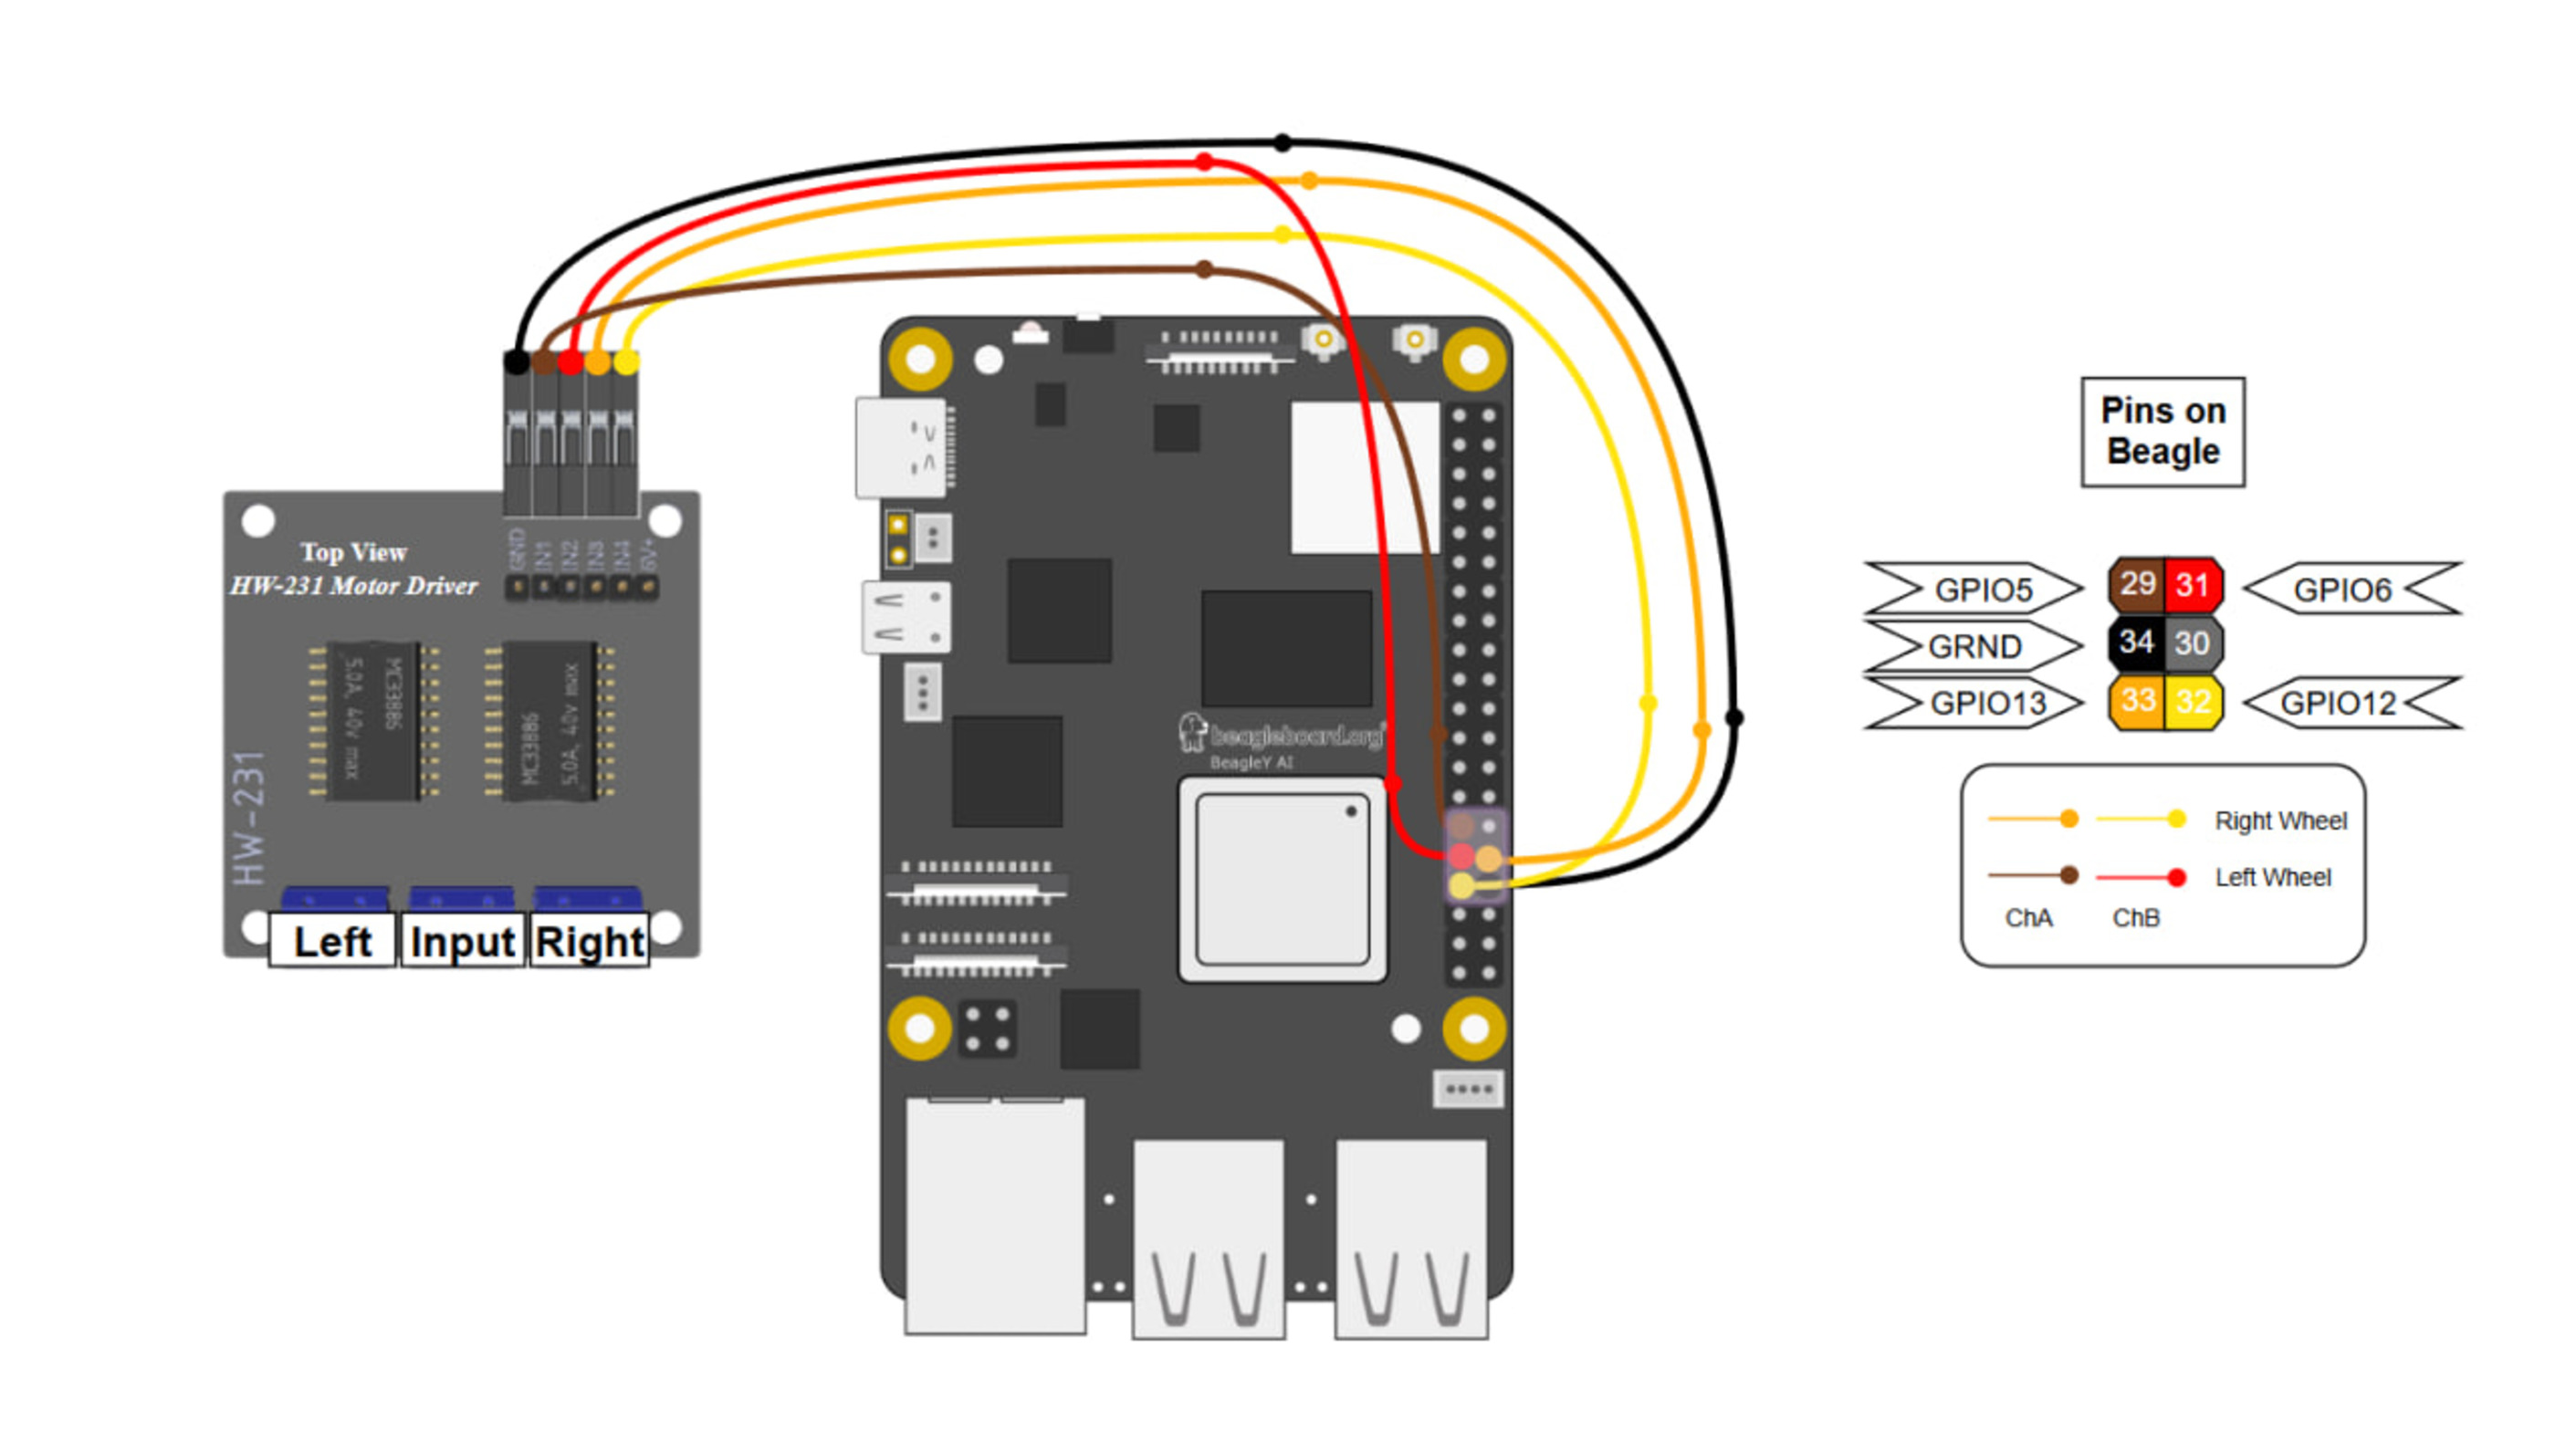 Top View
HW-231 Motor Driver
GND
IN1
IN2
IN3
IN4
5V+
MC33886
5.0A, 40v max
MC33886
5.0A, 40v max
HW-231
Left
Input
Right
beagleboard.org
BeagleY AI
Pins on
Beagle
GPIO5 29 31 GPIO6
GRND 34 30
GPIO13 33 32 GPIO12
Right Wheel
Left Wheel
ChA ChB